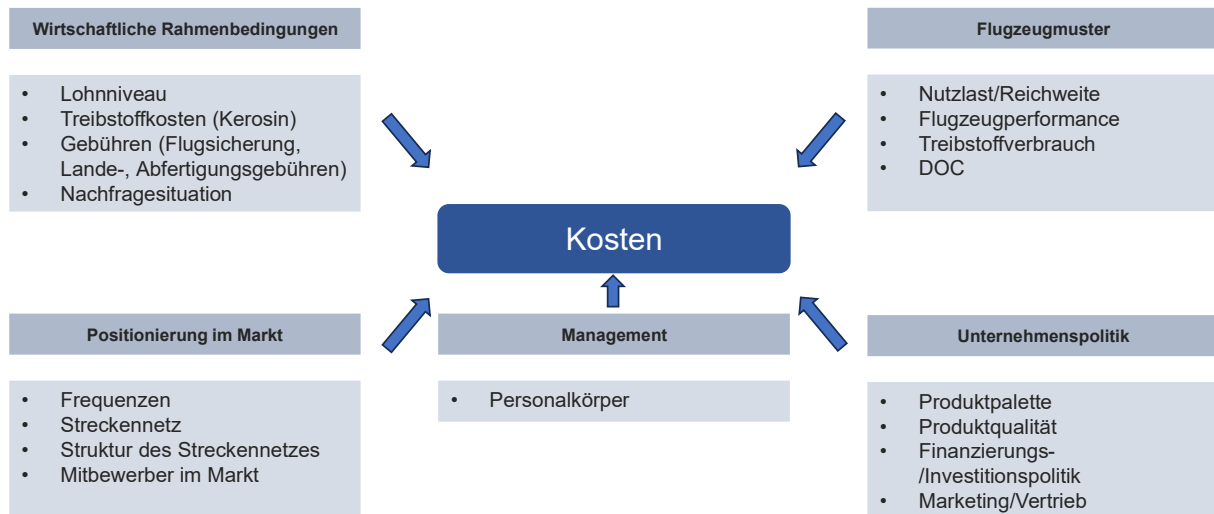 Wirtschaftliche Rahmenbedingungen
• Lohnniveau
• Treibstoffkosten (Kerosin)
• Gebühren (Flugsicherung,
Lande-, Abfertigungsgebühren)
• Nachfragesituation
Flugzeugmuster
• Nutzlast/Reichweite
• Flugzeugperformance
• Treibstoffverbrauch
• DOC
Kosten
Positionierung im Markt
• Frequenzen
• Streckennetz
• Struktur des Streckennetzes
• Mitbewerber im Markt
Management
• Personalkörper
Unternehmenspolitik
• Produktpalette
• Produktqualität
• Finanzierungs-
/Investitionspolitik
• Marketing/Vertrieb